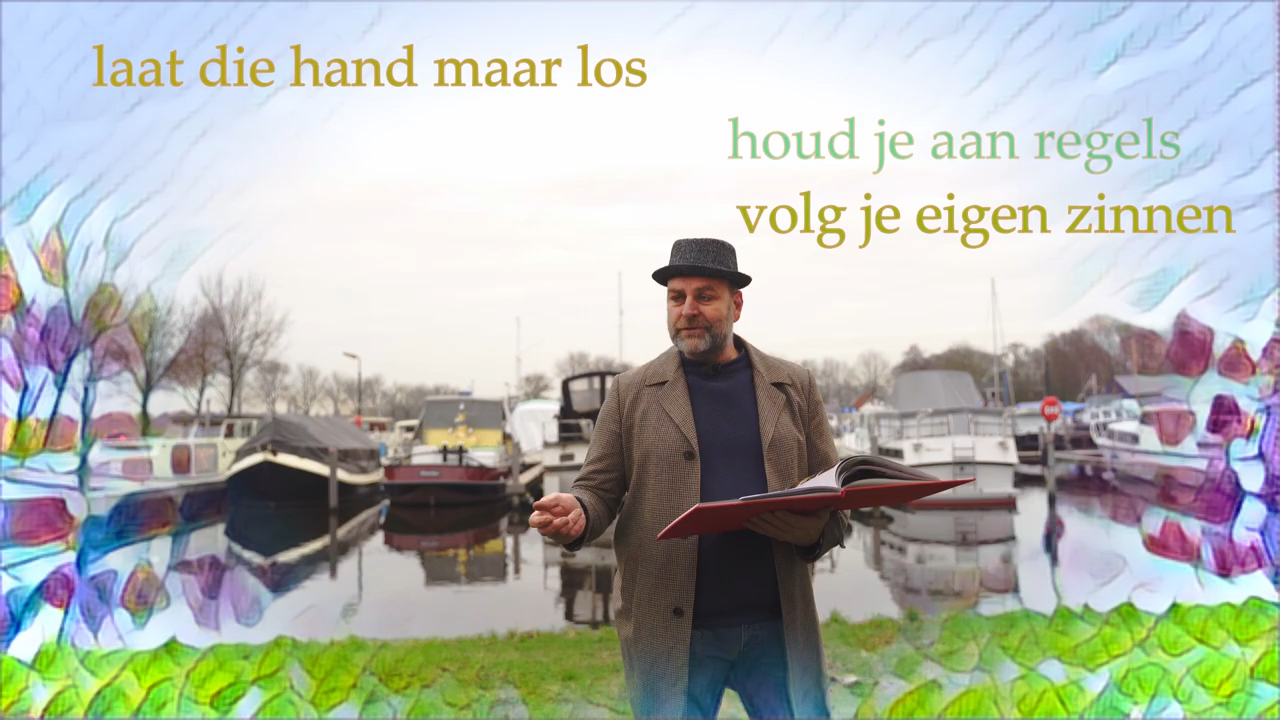 laat die hand maar los
houd je aan regels
volg je eigen zinnen